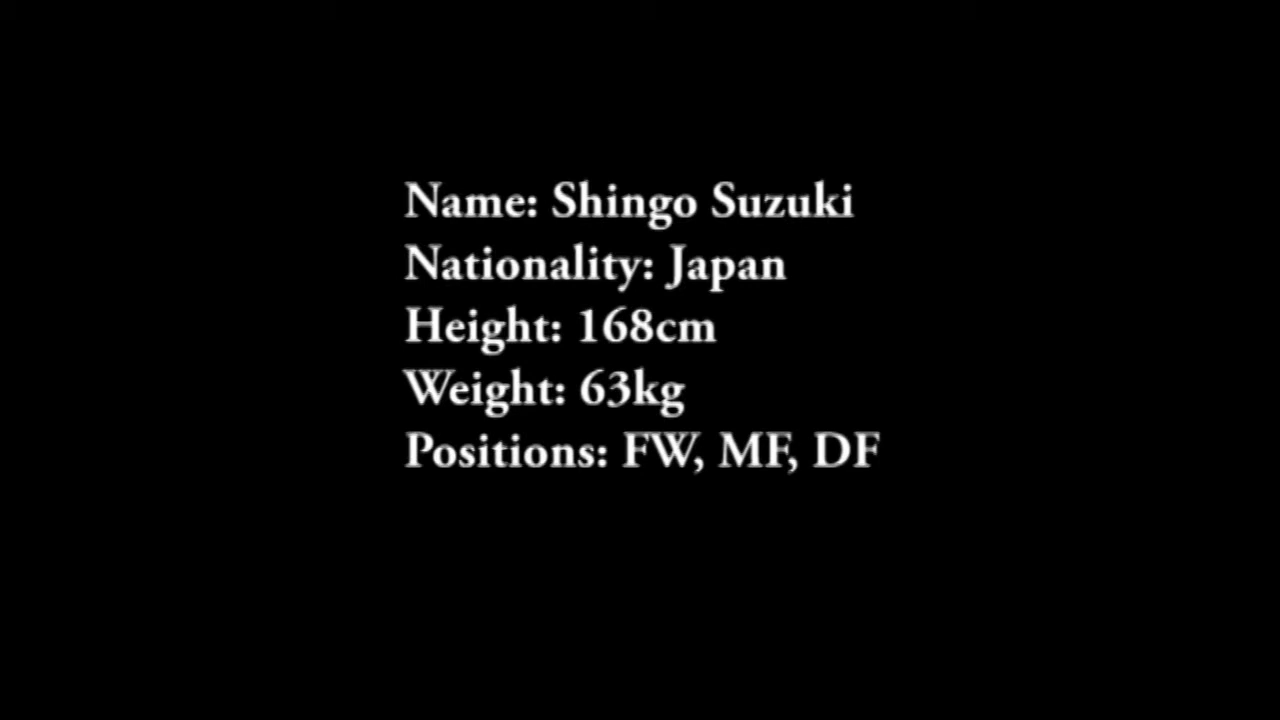 Name: Shingo Suzuki
Nationality: Japan
Height: 168cm
Weight: 63kg
Positions: FW, MF, DF